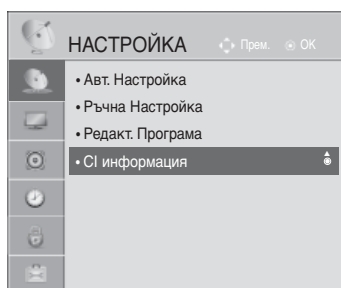 НАСТРОЙКА Прем. OK
• Авт. Настройка
• Ръчна Настройка
• Редакт. Програма
• CI информация